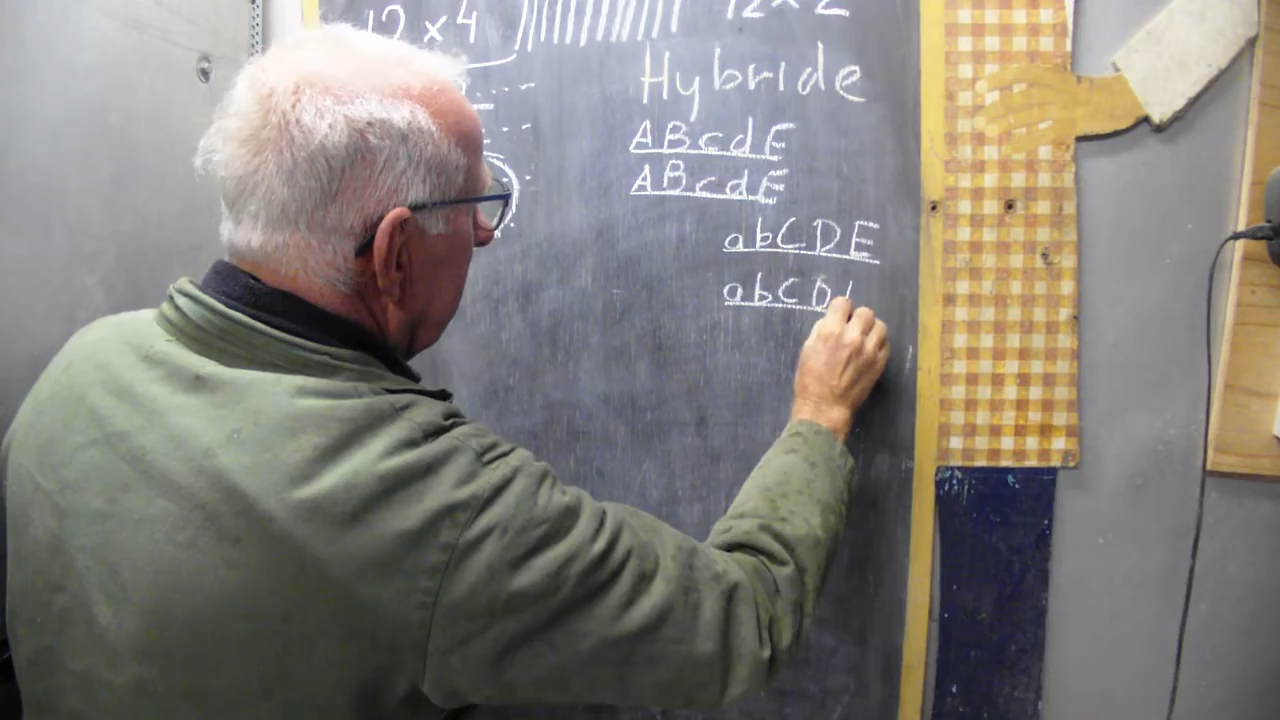 12 × 4
12 × 2
Hybride
ABcdE
ABcdE
abCDE
abCD